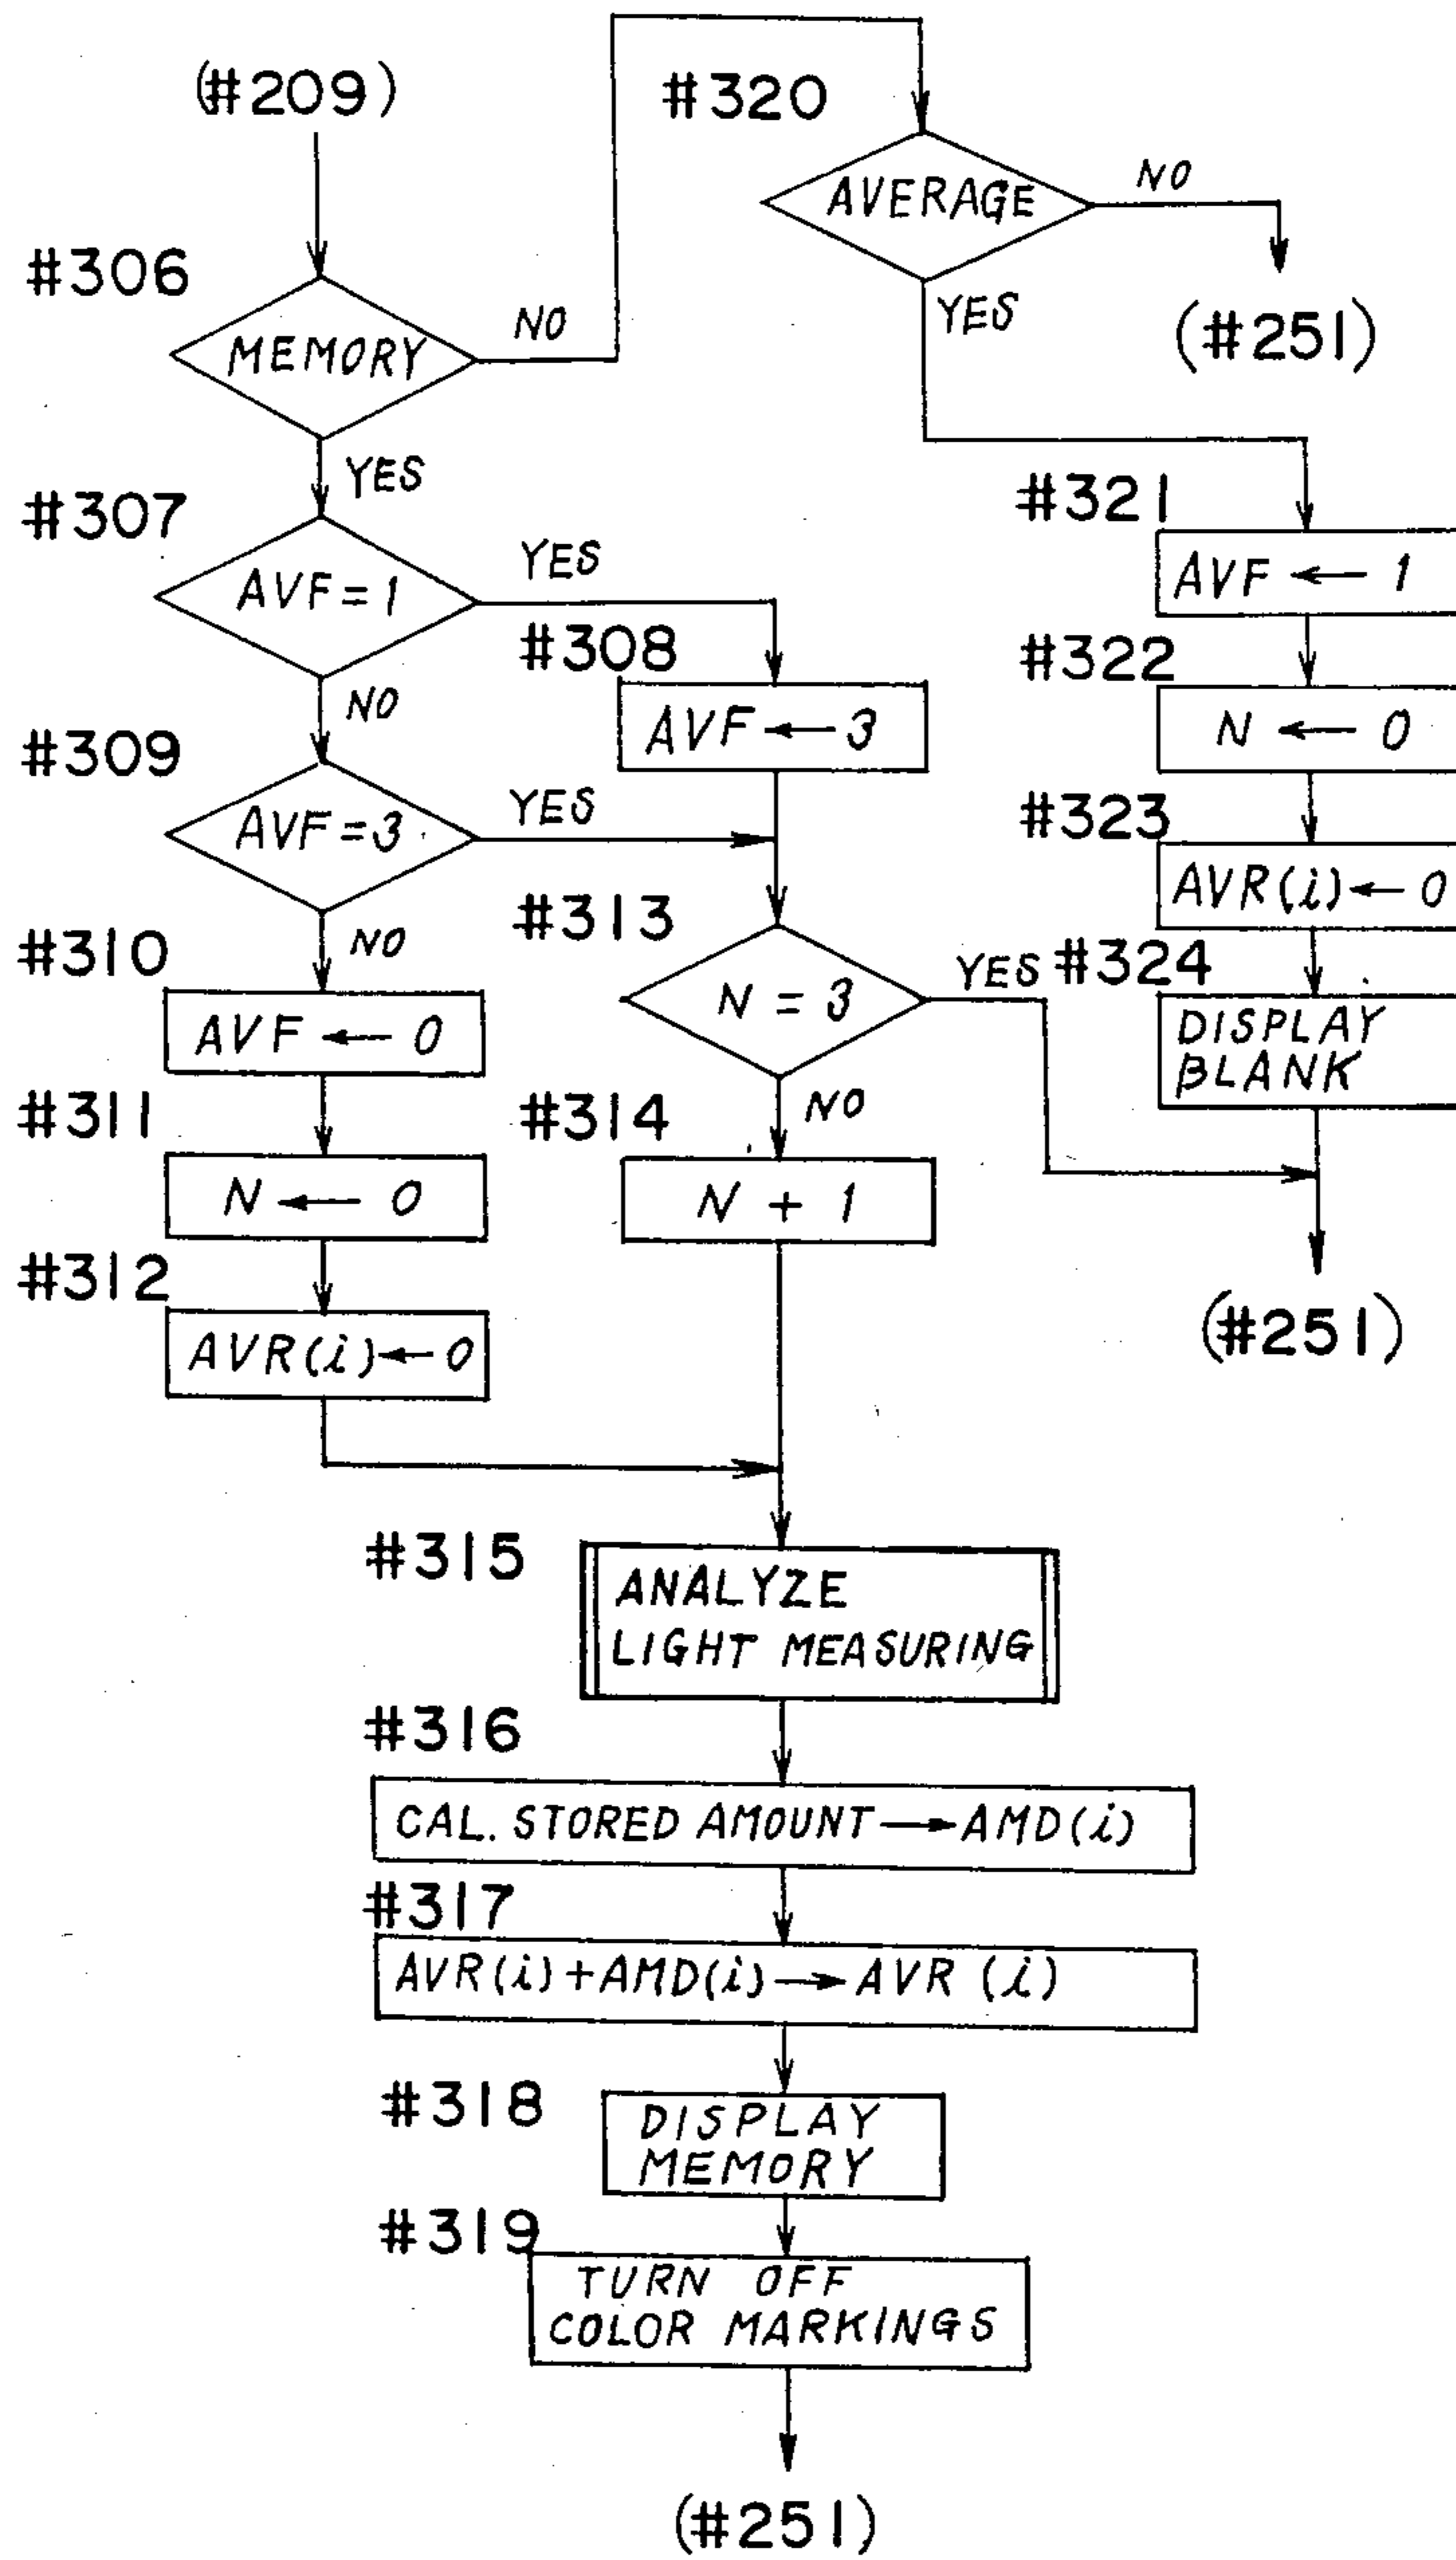 (#209)
#306
MEMORY
NO
YES
#307
AVF=1
YES
NO
#308
AVF ← 3
#309
AVF=3
YES
NO
#310
AVF ← 0
#311
N ← 0
#312
AVR(i) ← 0
#313
N = 3
YES
NO
#314
N + 1
#315
ANALYZE
LIGHT MEASURING
#316
CAL. STORED AMOUNT → AMD(i)
#317
AVR(i)+AMD(i) → AVR (i)
#318
DISPLAY
MEMORY
#319
TURN OFF
COLOR MARKINGS
(#251)
#320
AVERAGE
NO
(#251)
YES
#321
AVF ← 1
#322
N ← 0
#323
AVR(i) ← 0
#324
DISPLAY
BLANK
(#251)